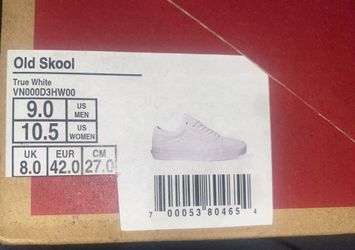 Old Skool
True White
VN000D3HW00
9.0 US MEN
10.5 US WOMEN
UK EUR CM
8.0 42.0 27.0
7 00053 80465 4